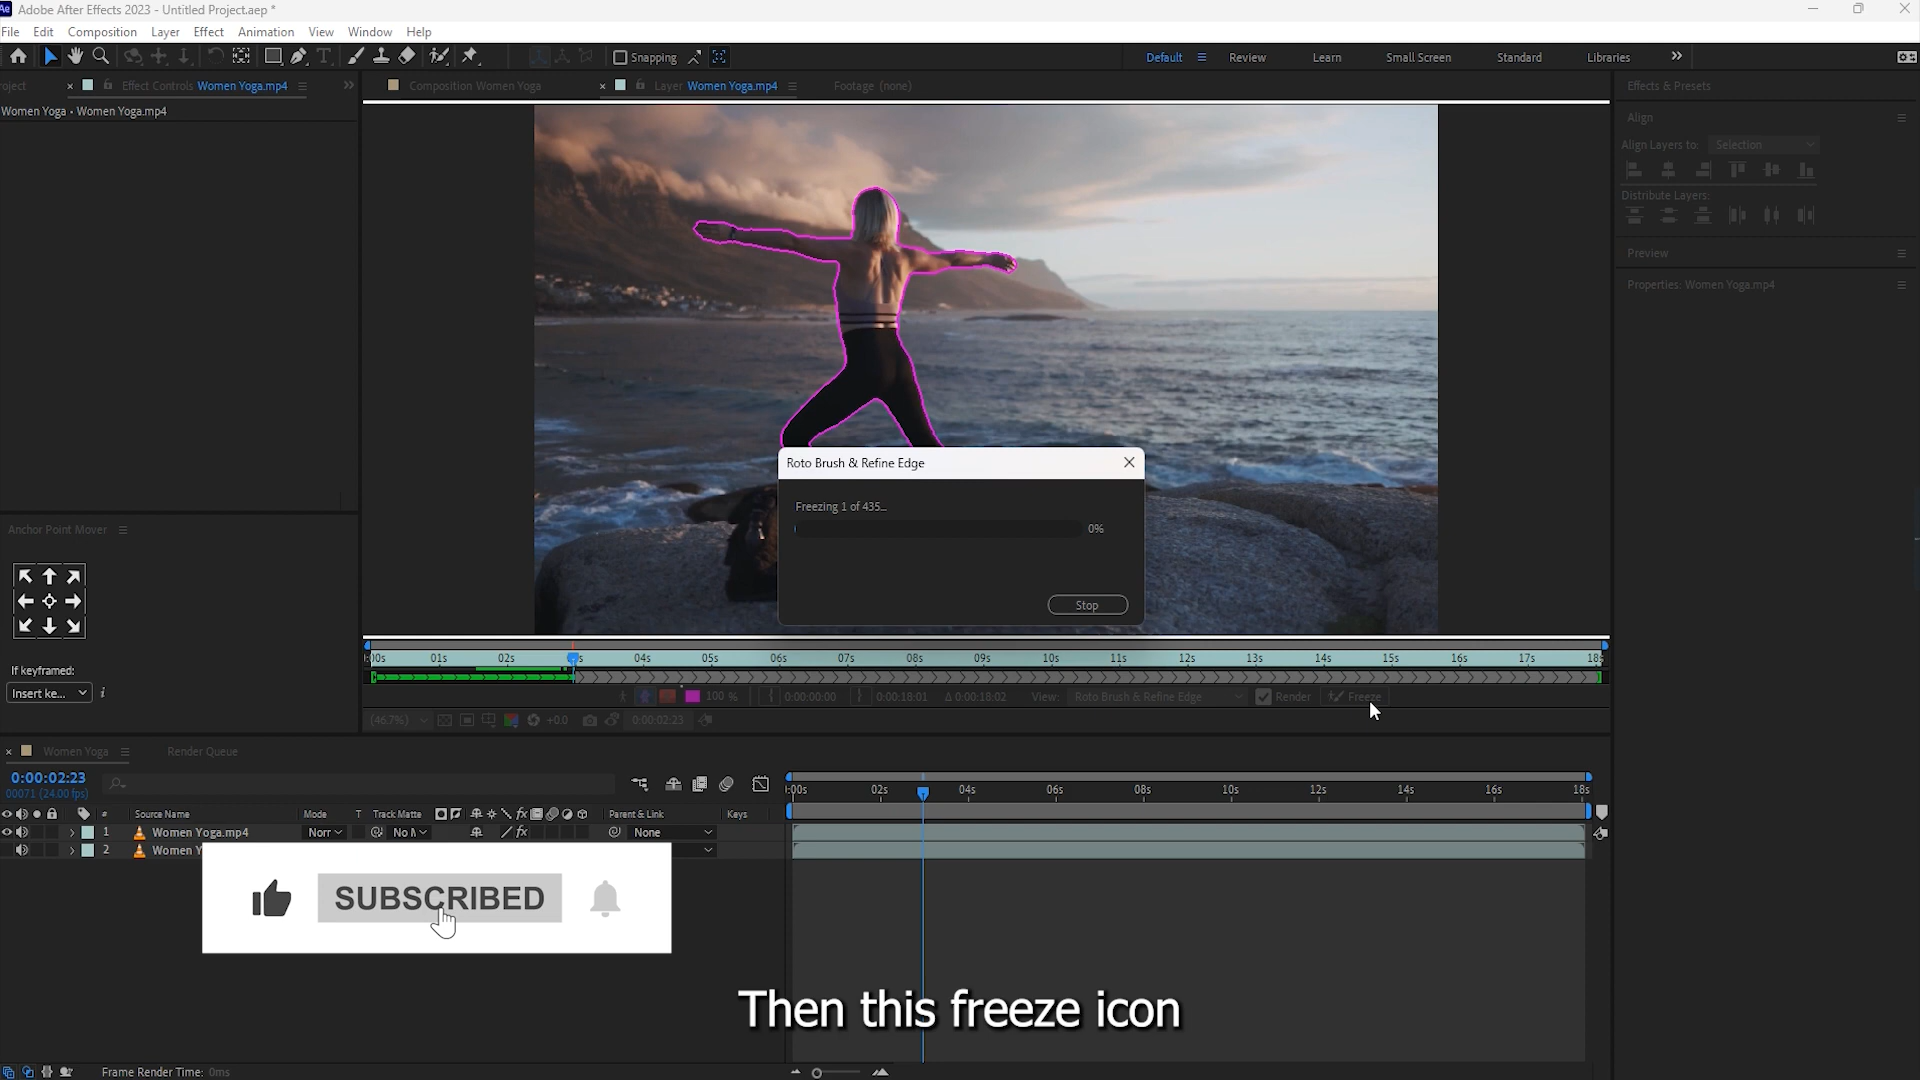 Adobe After Effects 2023 - Untitled Project.aep *
File Edit Composition Layer Effect Animation View Window Help
Snapping
Default Review Learn Small Screen Standard Libraries
roject
Effect Controls Women Yoga.mp4
Composition Women Yoga
Layer Women Yoga.mp4
Footage (none)
Effects & Presets
Women Yoga • Women Yoga.mp4
Align
Align Layers to: Selection
Distribute Layers:
Preview
Properties: Women Yoga.mp4
Roto Brush & Refine Edge
Freezing 1 of 435...
0%
Stop
Anchor Point Mover
If keyframed:
Insert ke...
01s 02s 04s 05s 06s 07s 08s 09s 10s 11s 12s 13s 14s 15s 16s 17s
100 % 0:00:00:00 0:00:18:01 Δ 0:00:18:02 View: Roto Brush & Refine Edge Render Freeze
(46.7%) +0.0 0:00:02:23
Women Yoga
Render Queue
0:00:02:23
00071 (24.00 fps)
:00s 02s 04s 06s 08s 10s 12s 14s 16s 18s
# Source Name Mode T Track Matte fx Parent & Link Keys
1 Women Yoga.mp4 Norr No M fx None
2 Women Y
SUBSCRIBED
Then this freeze icon
Frame Render Time: 0ms